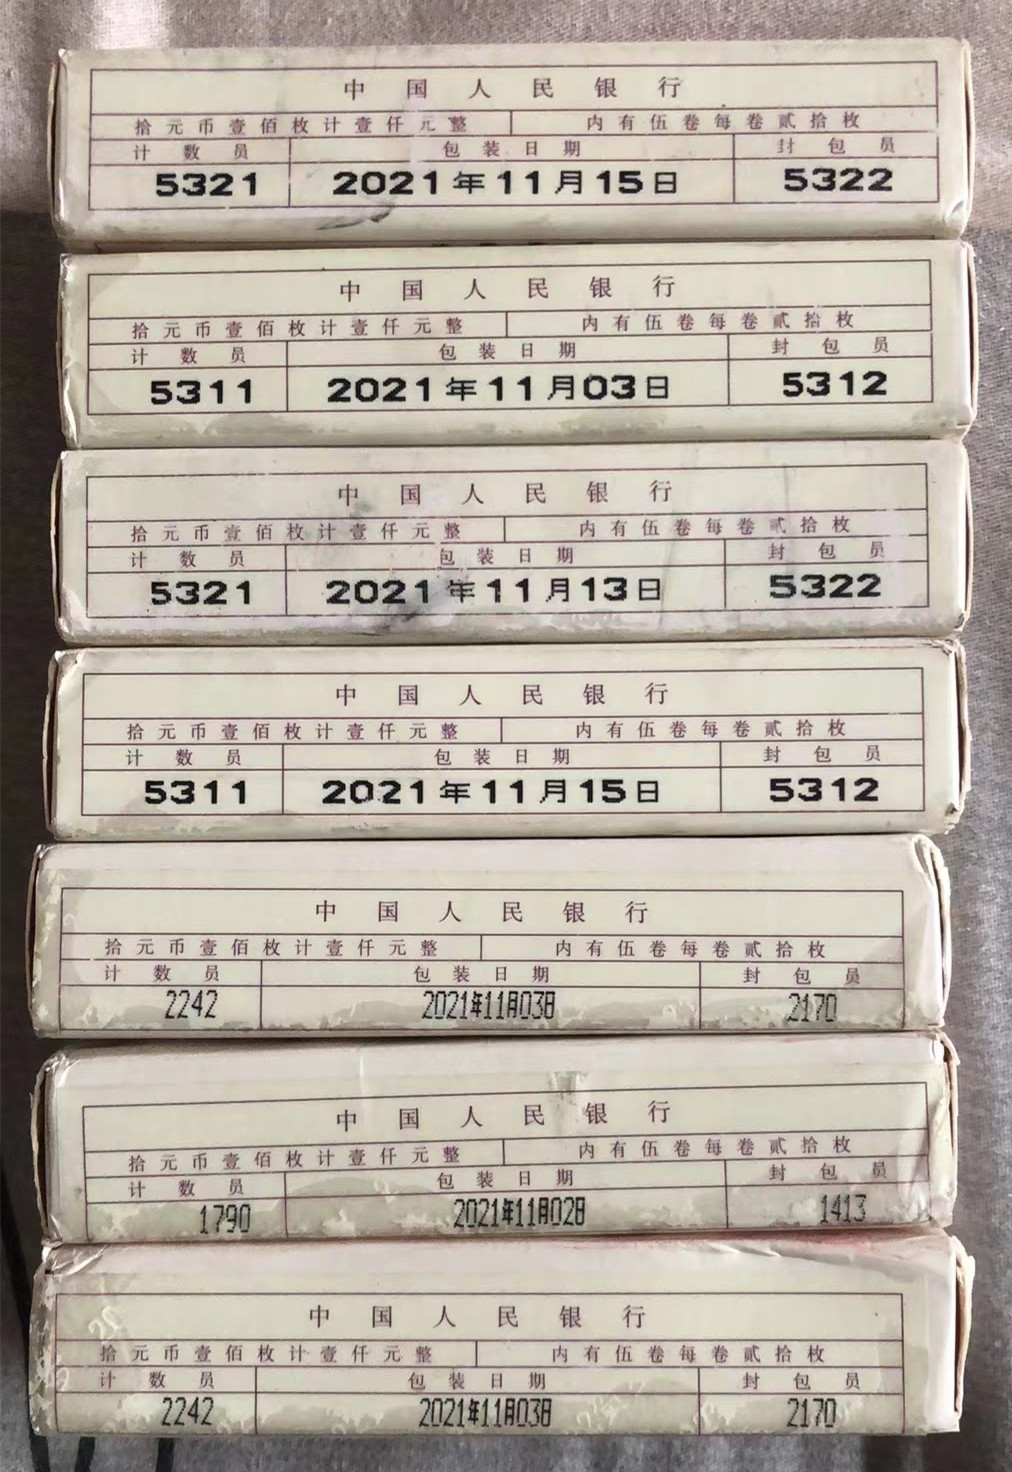 中国人民银行
拾元币壹佰枚计壹仟元整 内有伍卷每卷贰拾枚
计数员 包装日期 封包员
5321 2021年11月15日 5322
中国人民银行
拾元币壹佰枚计壹仟元整 内有伍卷每卷贰拾枚
计数员 包装日期 封包员
5311 2021年11月03日 5312
中国人民银行
拾元币壹佰枚计壹仟元整 内有伍卷每卷贰拾枚
计数员 包装日期 封包员
5321 2021年11月13日 5322
中国人民银行
拾元币壹佰枚计壹仟元整 内有伍卷每卷贰拾枚
计数员 包装日期 封包员
5311 2021年11月15日 5312
中国人民银行
拾元币壹佰枚计壹仟元整 内有伍卷每卷贰拾枚
计数员 包装日期 封包员
2242 2021年11月03日 2170
中国人民银行
拾元币壹佰枚计壹仟元整 内有伍卷每卷贰拾枚
计数员 包装日期 封包员
1790 2021年11月02日 1413
中国人民银行
拾元币壹佰枚计壹仟元整 内有伍卷每卷贰拾枚
计数员 包装日期 封包员
2242 2021年11月03日 2170